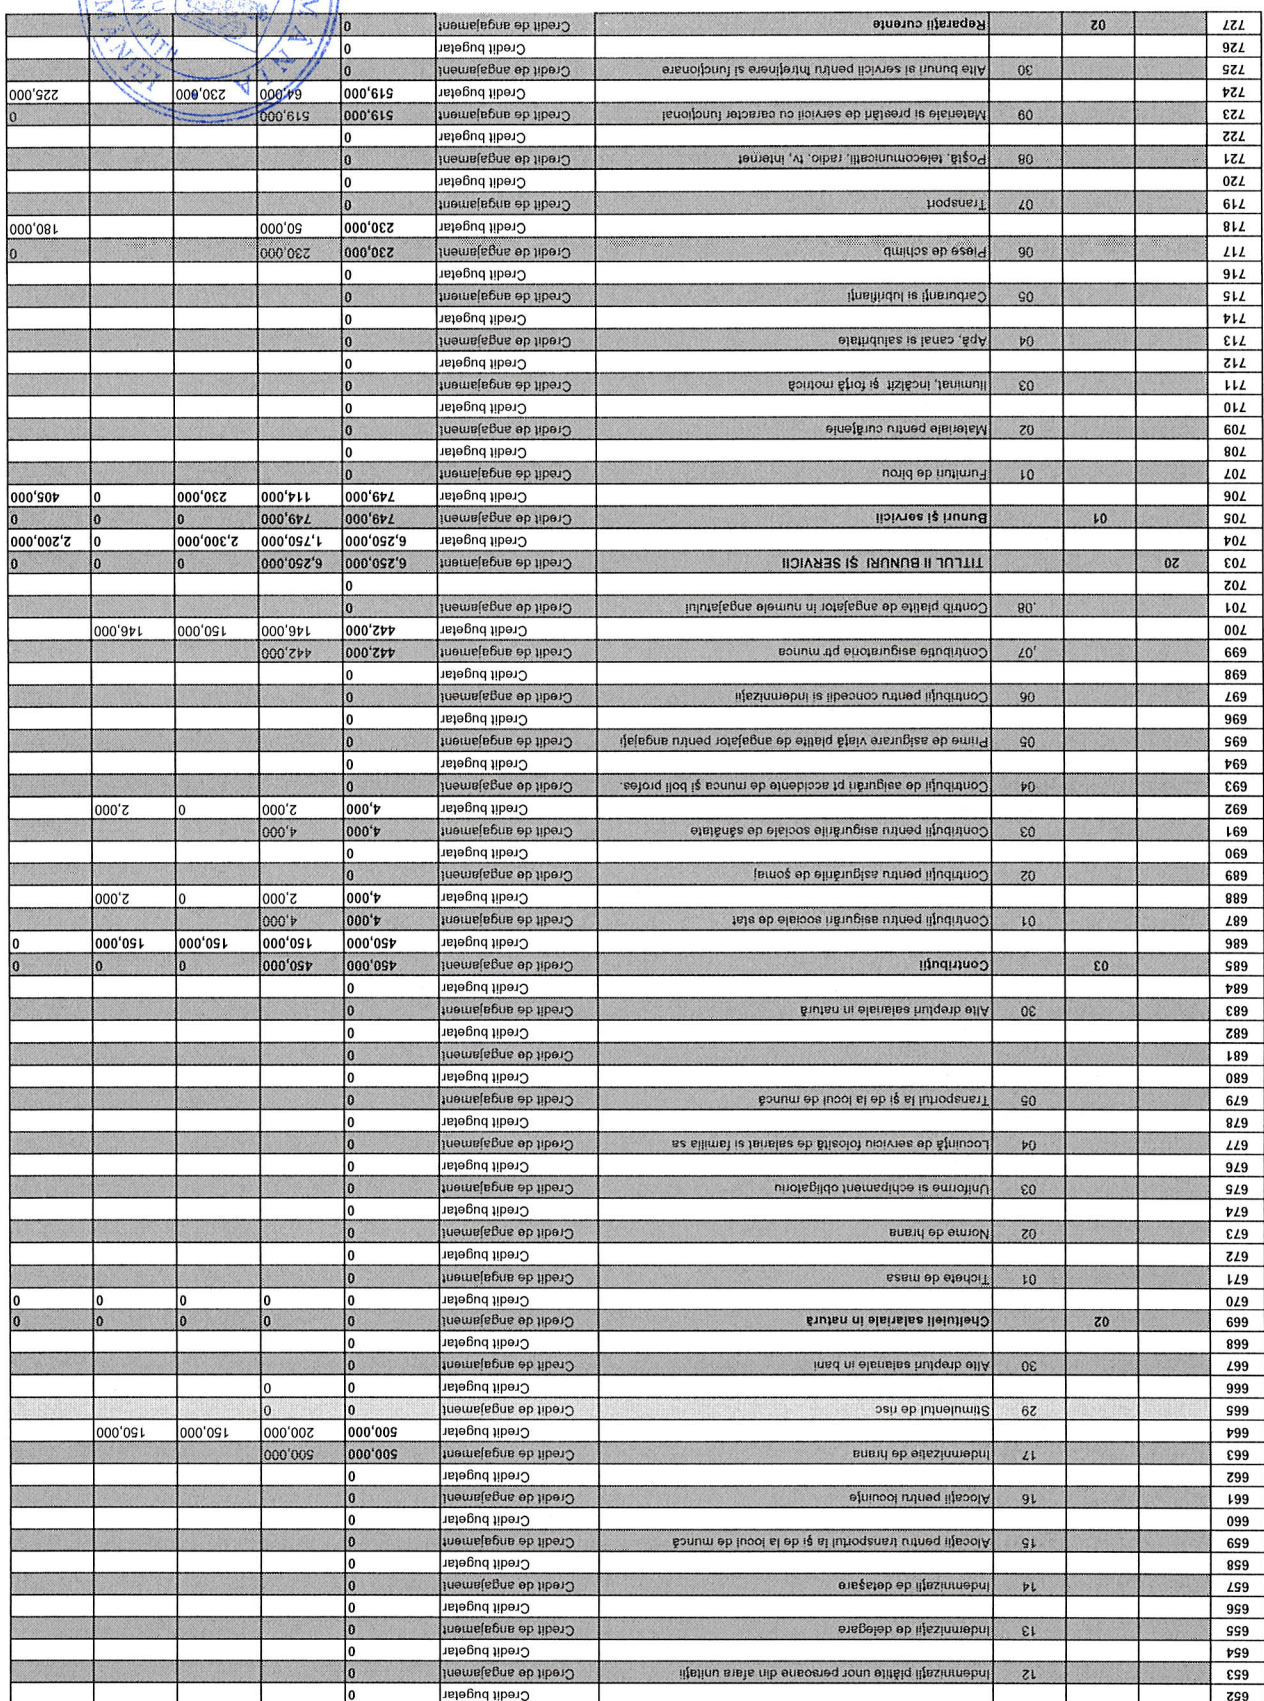 652 Credit bugetar 0
653 12 Indemnizaţii plătite unor persoane din afara unitaţii Credit de angajament 0
654 Credit bugetar 0
655 13 Indemnizaţii de delegare Credit de angajament 0
656 Credit bugetar 0
657 14 Indemnizaţii de detaşare Credit de angajament 0
658 Credit bugetar 0
659 15 Alocaţii pentru transportul la şi de la locul de muncă Credit de angajament 0
660 Credit bugetar 0
661 16 Alocaţii pentru locuinţe Credit de angajament 0
662 Credit bugetar 0
663 17 Indemnizatie de hrana Credit de angajament 500,000 500,000
664 Credit bugetar 500,000 200,000 150,000 150,000
665 29 Stimulentul de risc Credit de angajament 0 0
666 Credit bugetar 0 0
667 30 Alte drepturi salariale in bani Credit de angajament 0
668 Credit bugetar 0
669 02 Cheltuieli salariale in natură Credit de angajament 0 0 0 0 0
670 Credit bugetar 0 0 0 0 0
671 01 Tichete de masa Credit de angajament 0
672 Credit bugetar 0
673 02 Norme de hrana Credit de angajament 0
674 Credit bugetar 0
675 03 Uniforme si echipament obligatoriu Credit de angajament 0
676 Credit bugetar 0
677 04 Locuinţă de serviciu folosită de salariat si familia sa Credit de angajament 0
678 Credit bugetar 0
679 05 Transportul la şi de la locul de muncă Credit de angajament 0
680 Credit bugetar 0
681 Credit de angajament 0
682 Credit bugetar 0
683 30 Alte drepturi salariale in natură Credit de angajament 0
684 Credit bugetar 0
685 03 Contribuţii Credit de angajament 450,000 450,000 0 0 0
686 Credit bugetar 450,000 150,000 150,000 150,000 0
687 01 Contribuţii pentru asigurări sociale de stat Credit de angajament 4,000 4,000
688 Credit bugetar 4,000 2,000 0 2,000
689 02 Contribuţii pentru asigurările de şomaj Credit de angajament 0
690 Credit bugetar 0
691 03 Contribuţii pentru asigurările sociale de sănătate Credit de angajament 4,000 4,000
692 Credit bugetar 4,000 2,000 0 2,000
693 04 Contribuţii de asigurări pt accidente de munca şi boli profes. Credit de angajament 0
694 Credit bugetar 0
695 05 Prime de asigurare viaţă platite de angajator pentru angajaţi Credit de angajament 0
696 Credit bugetar 0
697 06 Contribuţii pentru concedii si indemnizaţii Credit de angajament 0
698 Credit bugetar 0
699 ,07 Contributie asiguratorie ptr munca Credit de angajament 442,000 442,000
700 Credit bugetar 442,000 146,000 150,000 146,000
701 .08 Contrib platite de angajator in numele angajatului Credit de angajament 0
702 Credit bugetar 0
703 20 TITLUL II BUNURI ŞI SERVICII Credit de angajament 6,250,000 6,250,000 0 0 0
704 Credit bugetar 6,250,000 1,750,000 2,300,000 0 2,200,000
705 01 Bunuri şi servicii Credit de angajament 749,000 749,000 0 0 0
706 Credit bugetar 749,000 114,000 230,000 0 405,000
707 01 Furnituri de birou Credit de angajament 0
708 Credit bugetar 0
709 02 Materiale pentru curăţenie Credit de angajament 0
710 Credit bugetar 0
711 03 Iluminat, incălzit şi forţă motrică Credit de angajament 0
712 Credit bugetar 0
713 04 Apă, canal si salubritate Credit de angajament 0
714 Credit bugetar 0
715 05 Carburanţi si lubrifianţi Credit de angajament 0
716 Credit bugetar 0
717 06 Piese de schimb Credit de angajament 230,000 230,000 0
718 Credit bugetar 230,000 50,000 180,000
719 07 Transport Credit de angajament 0
720 Credit bugetar 0
721 08 Poştă, telecomunicatii, radio, tv, internet Credit de angajament 0
722 Credit bugetar 0
723 09 Materiale si prestări de servicii cu caracter funcţional Credit de angajament 519,000 519,000 0
724 Credit bugetar 519,000 64,000 230,000 225,000
725 30 Alte bunuri si servicii pentru întreţinere si funcţionare Credit de angajament 0
726 Credit bugetar 0
727 02 Reparaţii curente Credit de angajament 0